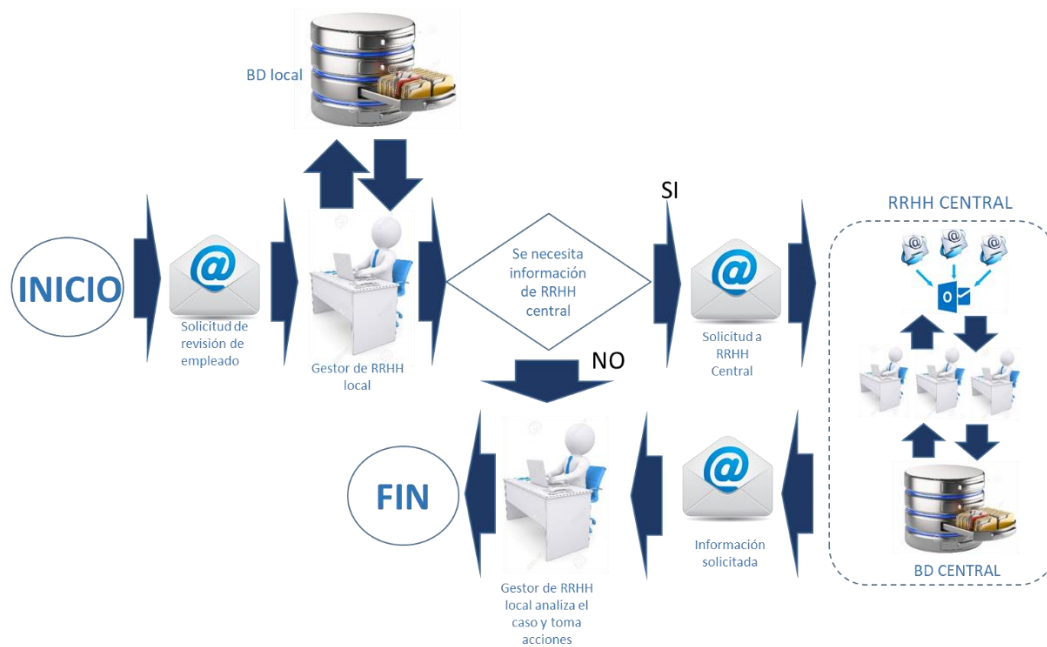 BD local
SI
RRHH CENTRAL
INICIO
Solicitud de
revisión de
empleado
Gestor de RRHH
local
Se necesita
información
de RRHH
central
Solicitud a
RRHH
Central
NO
FIN
Gestor de RRHH
local analiza el
caso y toma
acciones
Información
solicitada
BD CENTRAL